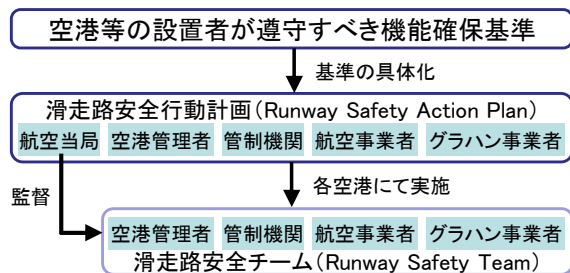 空港等の設置者が遵守すべき機能確保基準
基準の具体化
滑走路安全行動計画(Runway Safety Action Plan)
航空当局 空港管理者 管制機関 航空事業者 グラハン事業者
監督
各空港にて実施
空港管理者 管制機関 航空事業者 グラハン事業者
滑走路安全チーム(Runway Safety Team)